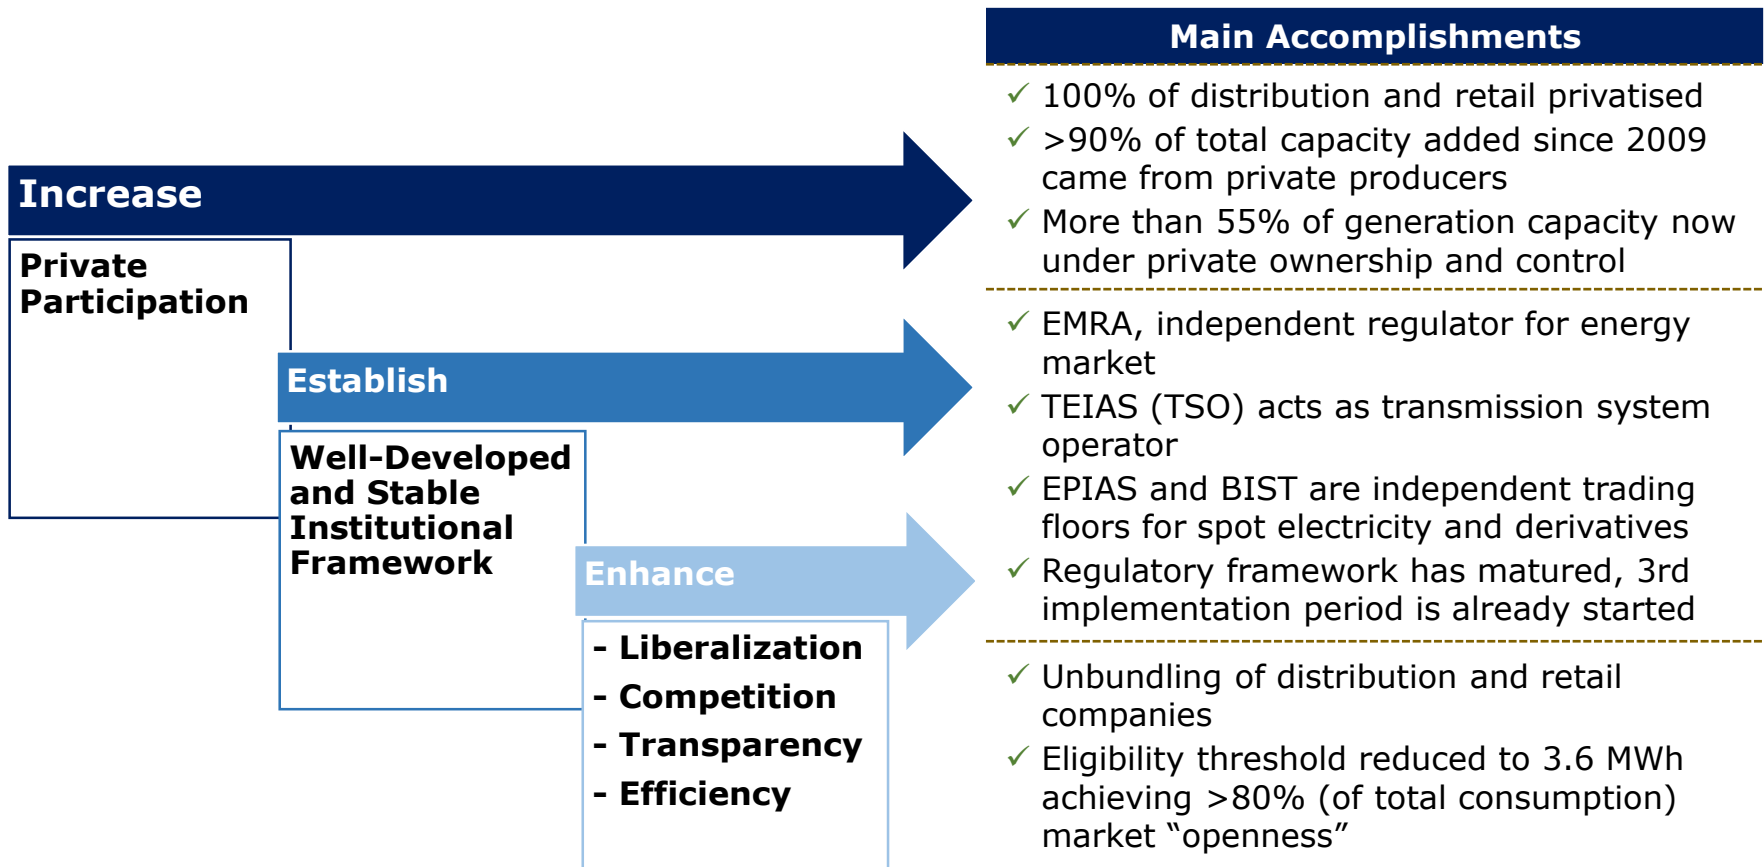 Increase
Private
Participation
Establish
Well-Developed
and Stable
Institutional
Framework
Enhance
- Liberalization
- Competition
- Transparency
- Efficiency
Main Accomplishments
✓ 100% of distribution and retail privatised
✓ >90% of total capacity added since 2009
came from private producers
✓ More than 55% of generation capacity now
under private ownership and control
✓ EMRA, independent regulator for energy
market
✓ TEIAS (TSO) acts as transmission system
operator
✓ EPIAS and BIST are independent trading
floors for spot electricity and derivatives
✓ Regulatory framework has matured, 3rd
implementation period is already started
✓ Unbundling of distribution and retail
companies
✓ Eligibility threshold reduced to 3.6 MWh
achieving >80% (of total consumption)
market “openness”